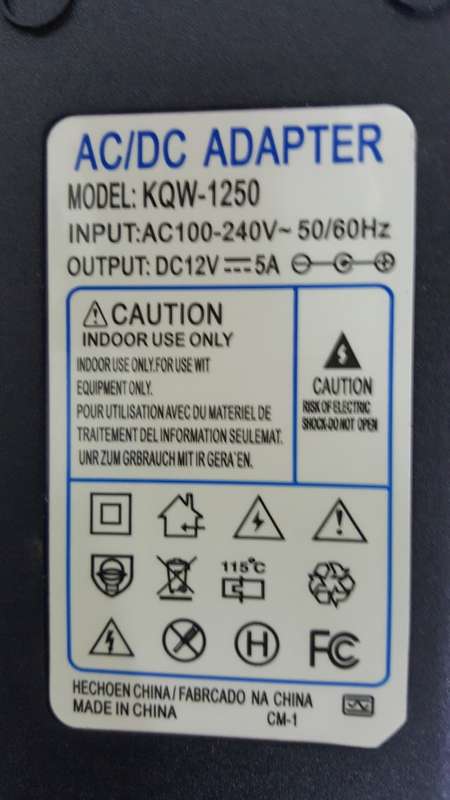 AC/DC ADAPTER
MODEL: KQW-1250
INPUT:AC100-240V~ 50/60Hz
OUTPUT: DC12V⎓5A
CAUTION
INDOOR USE ONLY
INDOOR USE ONLY.FOR USE WIT
EQUIPMENT ONLY.
POUR UTILISATION AVEC DU MATERIEL DE
TRAITEMENT DEL INFORMATION SEULEMAT.
UNR ZUM GRBRAUCH MIT IR GERA¨EN.
CAUTION
RISK OF ELECTRIC
SHOCK-DO NOT OPEN
115°C
H
FC
HECHOEN CHINA/ FABRCADO NA CHINA
MADE IN CHINA
CM-1